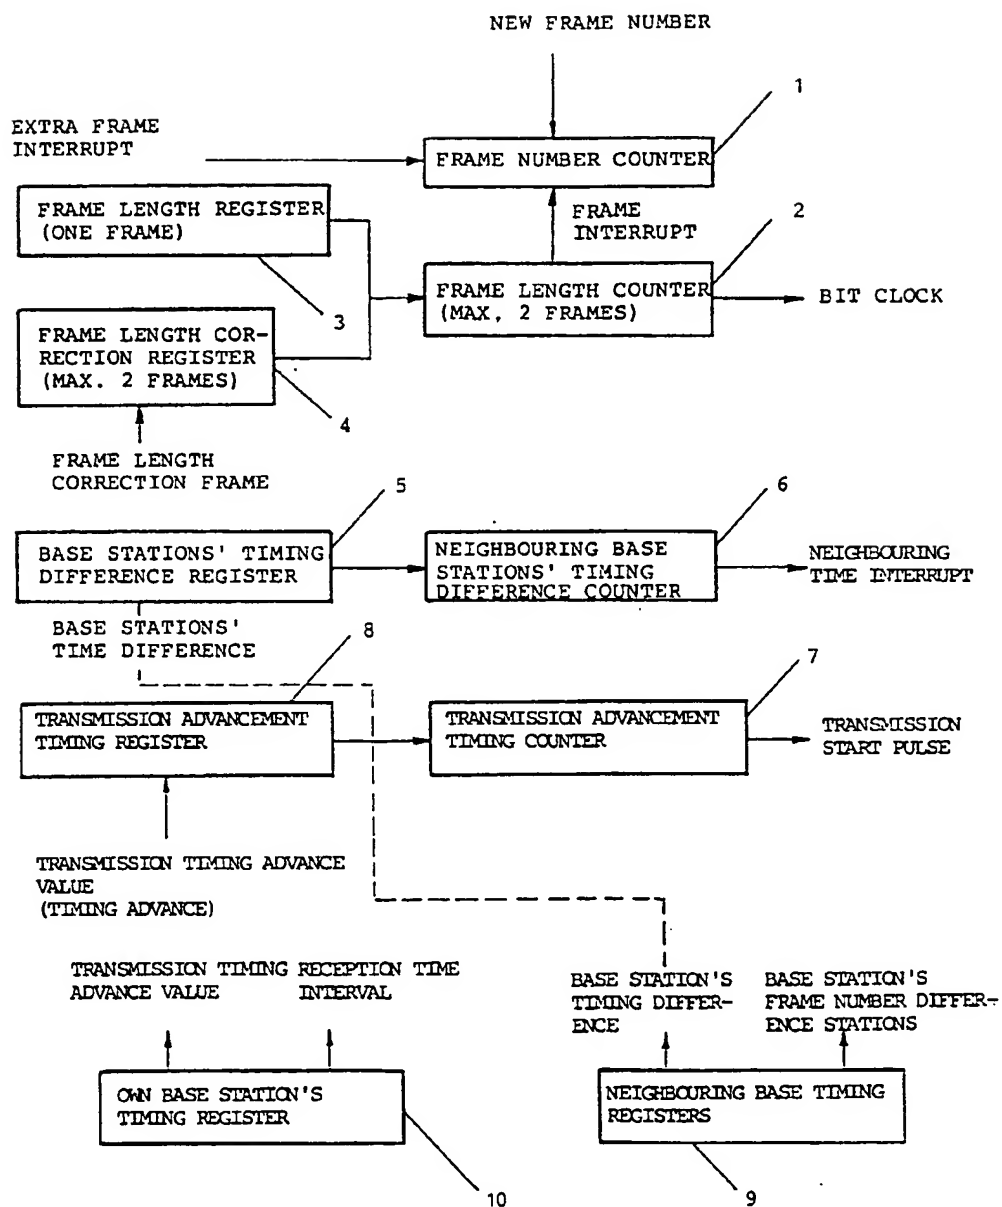 NEW FRAME NUMBER
1
EXTRA FRAME
INTERRUPT
FRAME NUMBER COUNTER
FRAME LENGTH REGISTER
(ONE FRAME)
3
FRAME
INTERRUPT
2
FRAME LENGTH COUNTER
(MAX. 2 FRAMES)
BIT CLOCK
FRAME LENGTH COR-
RECTION REGISTER
(MAX. 2 FRAMES)
4
FRAME LENGTH
CORRECTION FRAME
5
6
BASE STATIONS' TIMING
DIFFERENCE REGISTER
NEIGHBOURING BASE
STATIONS' TIMING
DIFFERENCE COUNTER
NEIGHBOURING
TIME INTERRUPT
BASE STATIONS'
TIME DIFFERENCE
8
7
TRANSMISSION ADVANCEMENT
TIMING REGISTER
TRANSMISSION ADVANCEMENT
TIMING COUNTER
TRANSMISSION
START PULSE
TRANSMISSION TIMING ADVANCE
VALUE
(TIMING ADVANCE)
TRANSMISSION TIMING
ADVANCE VALUE
RECEPTION TIME
INTERVAL
BASE STATION'S
TIMING DIFFER-
ENCE
BASE STATION'S
FRAME NUMBER DIFFER-
ENCE STATIONS
OWN BASE STATION'S
TIMING REGISTER
10
NEIGHBOURING BASE TIMING
REGISTERS
9